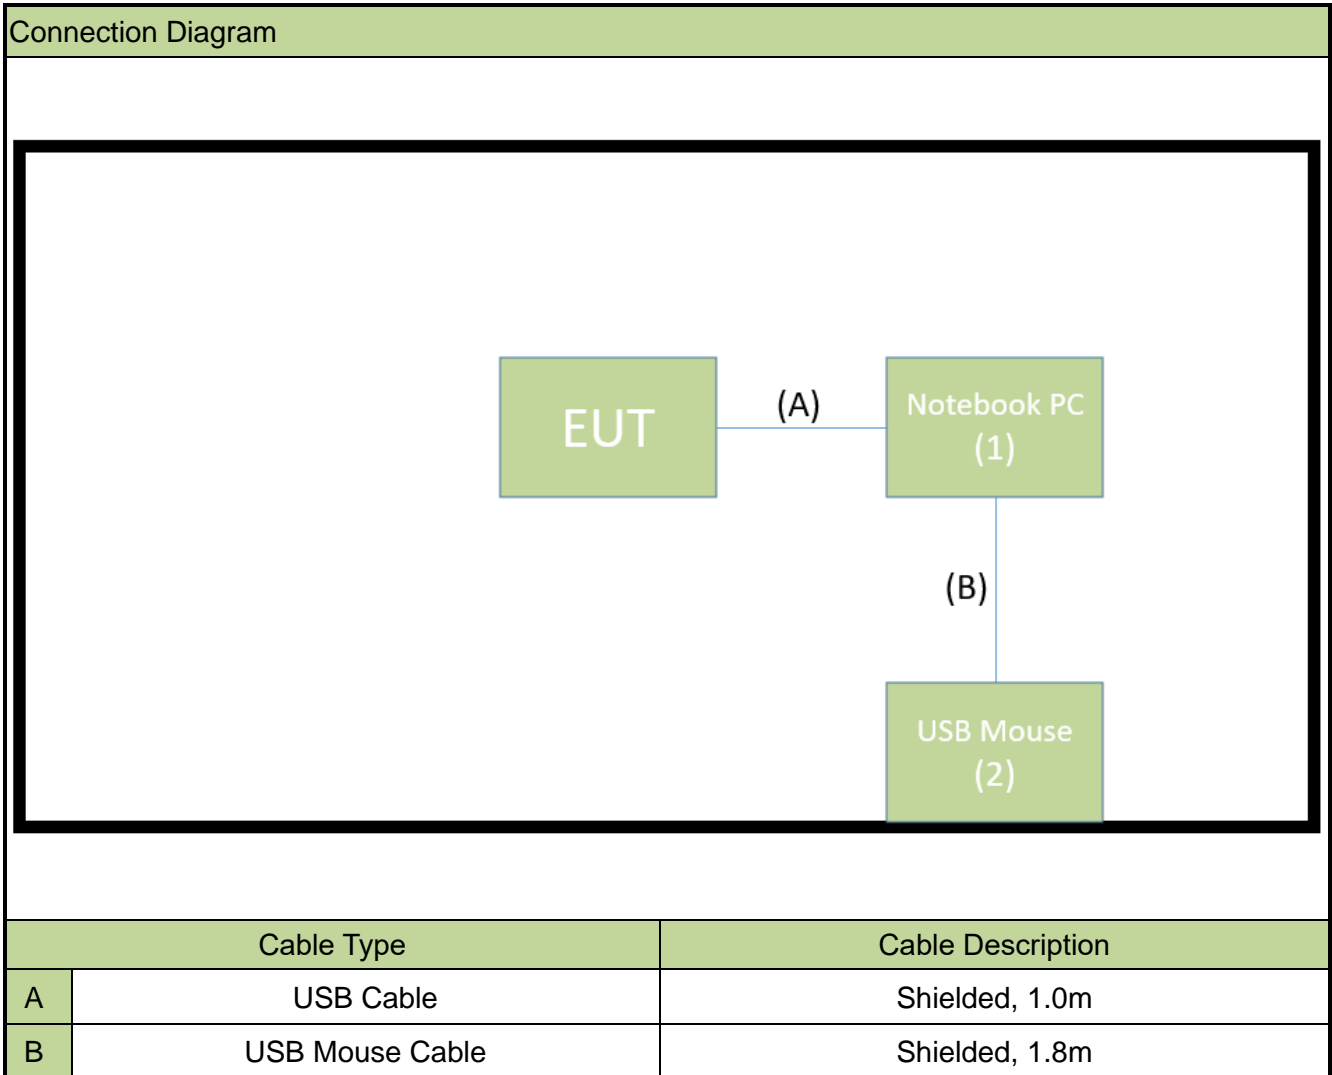 Connection Diagram
EUT
(A)
Notebook PC
(1)
(B)
USB Mouse
(2)
Cable Type Cable Description
A USB Cable Shielded, 1.0m
B USB Mouse Cable Shielded, 1.8m